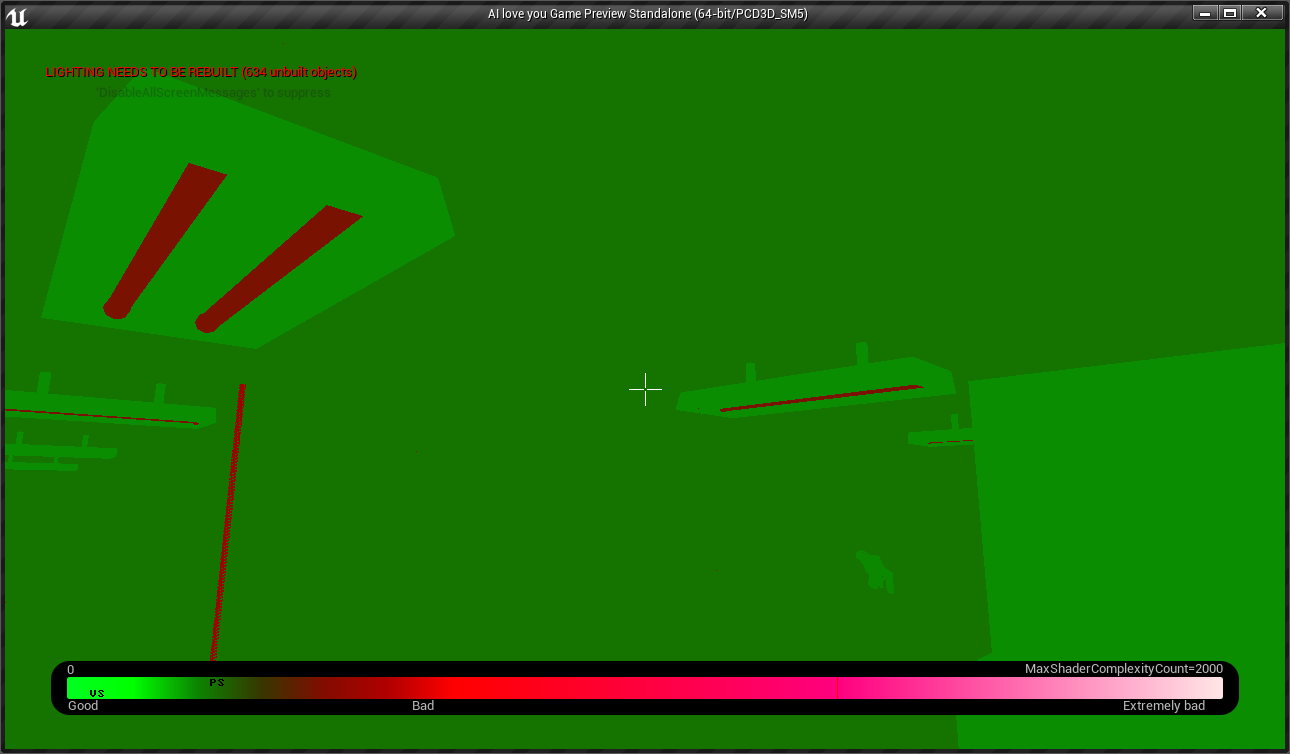 AI love you Game Preview Standalone (64-bit/PCD3D_SM5)
LIGHTING NEEDS TO BE REBUILT (634 unbuilt objects)
'DisableAllScreenMessages' to suppress
0
MaxShaderComplexityCount=2000
PS
VS
Good
Bad
Extremely bad